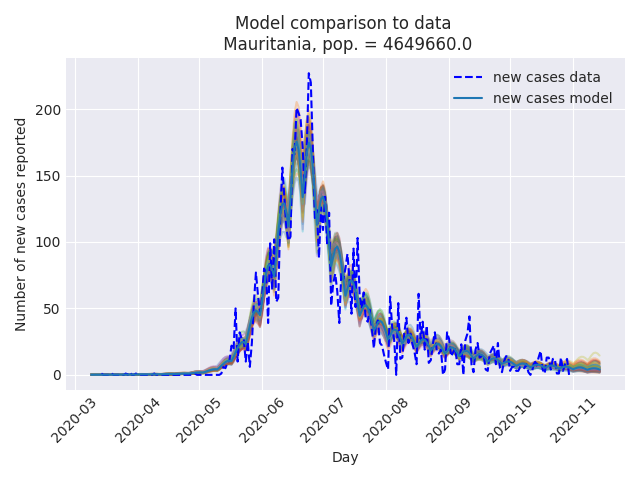 Model comparison to data
Mauritania, pop. = 4649660.0
new cases data
new cases model
Number of new cases reported
200
150
100
50
0
2020-03
2020-04
2020-05
2020-06
2020-07
2020-08
2020-09
2020-10
2020-11
Day